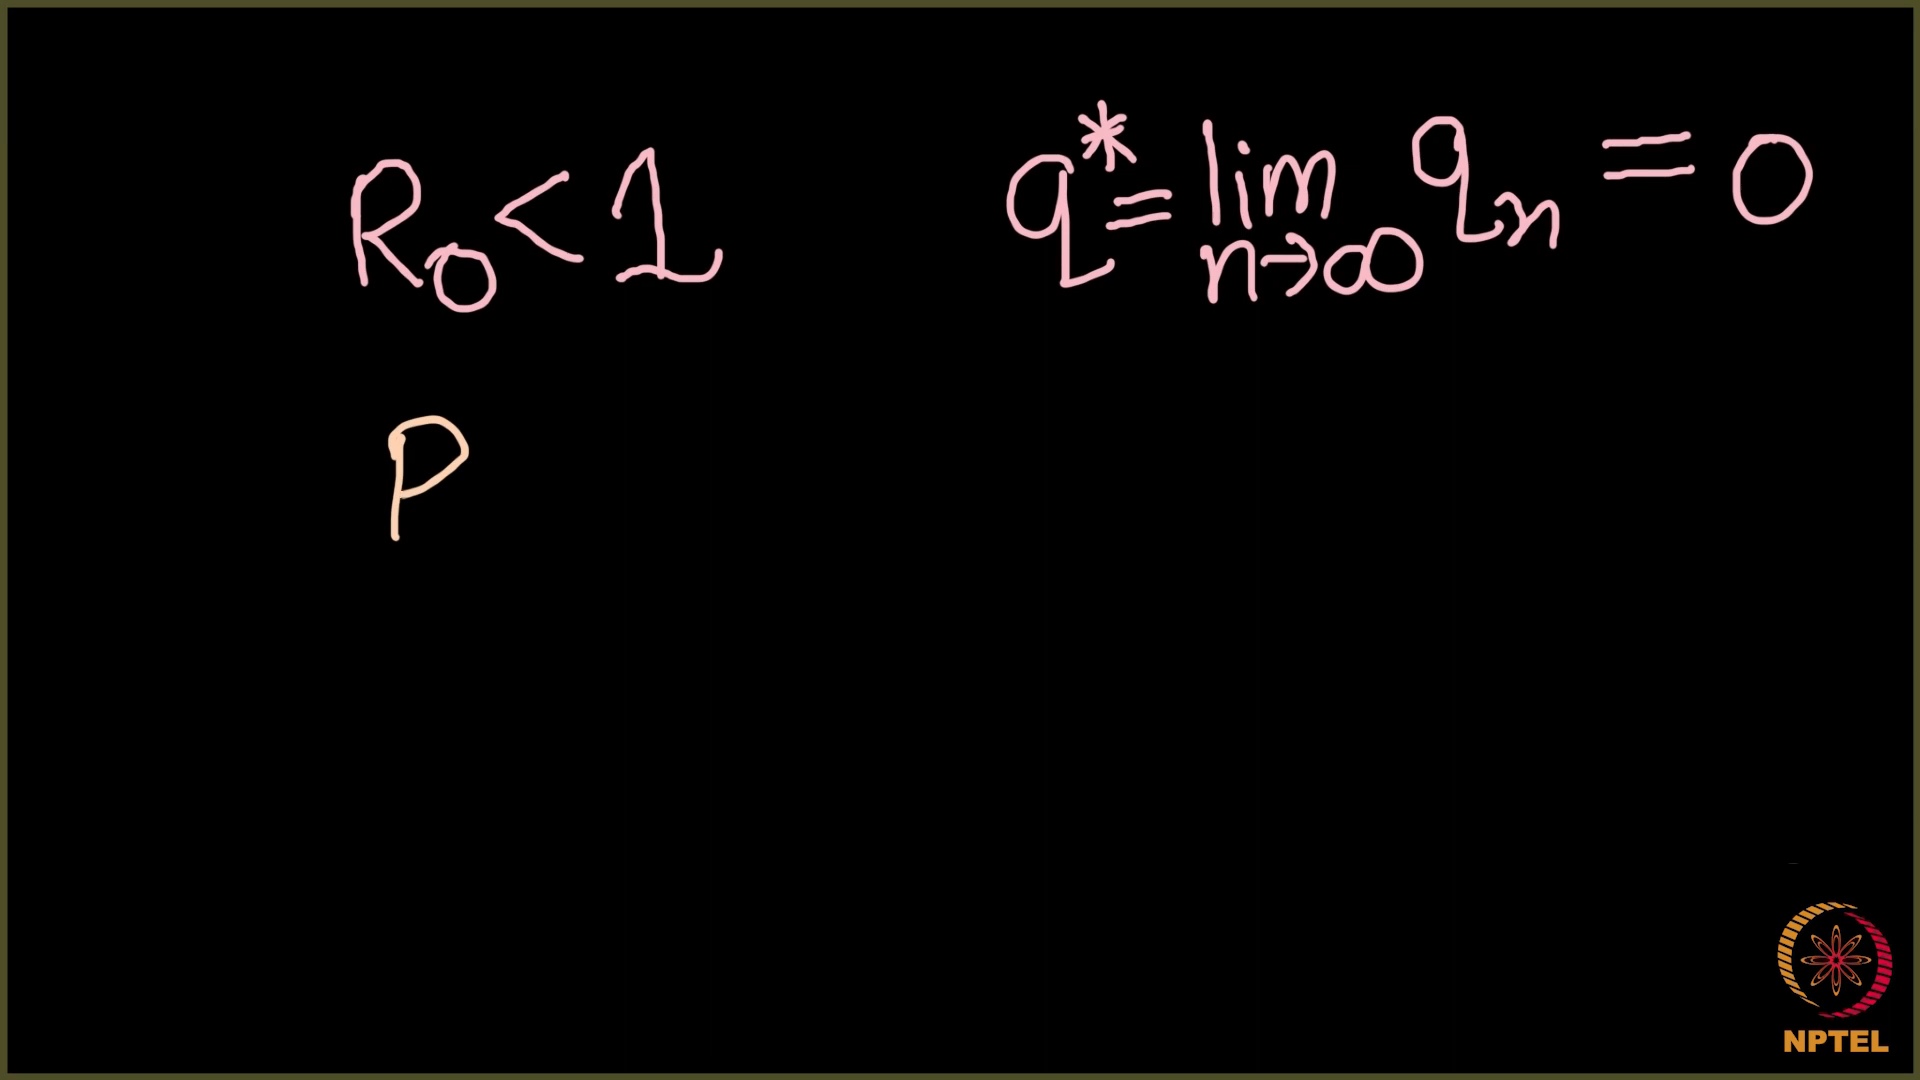 R₀ < 1
q* = lim n→∞ qₙ = 0
P
NPTEL